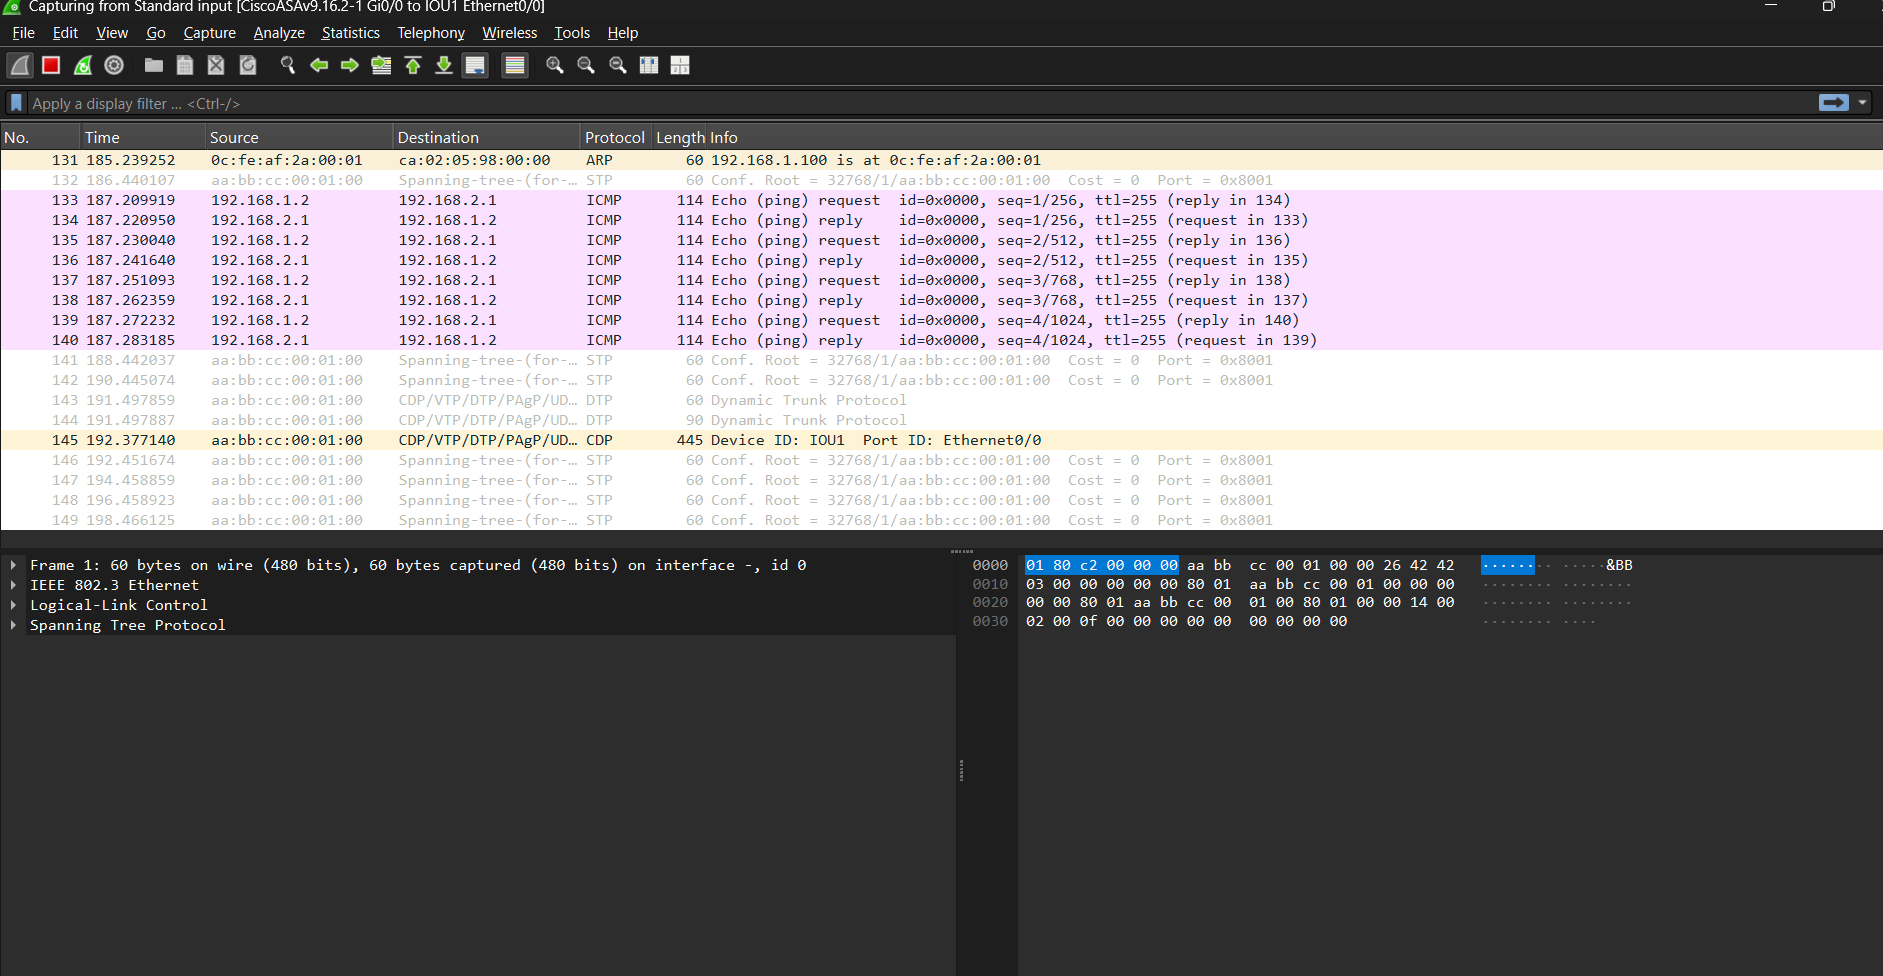 Capturing from Standard input [CiscoASAv9.16.2-1 Gi0/0 to IOU1 Ethernet0/0]
File Edit View Go Capture Analyze Statistics Telephony Wireless Tools Help
Apply a display filter ... <Ctrl-/>
No. Time Source Destination Protocol Length Info
131 185.239252 0c:fe:af:2a:00:01 ca:02:05:98:00:00 ARP 60 192.168.1.100 is at 0c:fe:af:2a:00:01
132 186.440107 aa:bb:cc:00:01:00 Spanning-tree-(for-… STP 60 Conf. Root = 32768/1/aa:bb:cc:00:01:00 Cost = 0 Port = 0x8001
133 187.209919 192.168.1.2 192.168.2.1 ICMP 114 Echo (ping) request id=0x0000, seq=1/256, ttl=255 (reply in 134)
134 187.220950 192.168.2.1 192.168.1.2 ICMP 114 Echo (ping) reply id=0x0000, seq=1/256, ttl=255 (request in 133)
135 187.230040 192.168.1.2 192.168.2.1 ICMP 114 Echo (ping) request id=0x0000, seq=2/512, ttl=255 (reply in 136)
136 187.241640 192.168.2.1 192.168.1.2 ICMP 114 Echo (ping) reply id=0x0000, seq=2/512, ttl=255 (request in 135)
137 187.251093 192.168.1.2 192.168.2.1 ICMP 114 Echo (ping) request id=0x0000, seq=3/768, ttl=255 (reply in 138)
138 187.262359 192.168.2.1 192.168.1.2 ICMP 114 Echo (ping) reply id=0x0000, seq=3/768, ttl=255 (request in 137)
139 187.272232 192.168.1.2 192.168.2.1 ICMP 114 Echo (ping) request id=0x0000, seq=4/1024, ttl=255 (reply in 140)
140 187.283185 192.168.2.1 192.168.1.2 ICMP 114 Echo (ping) reply id=0x0000, seq=4/1024, ttl=255 (request in 139)
141 188.442037 aa:bb:cc:00:01:00 Spanning-tree-(for-… STP 60 Conf. Root = 32768/1/aa:bb:cc:00:01:00 Cost = 0 Port = 0x8001
142 190.445074 aa:bb:cc:00:01:00 Spanning-tree-(for-… STP 60 Conf. Root = 32768/1/aa:bb:cc:00:01:00 Cost = 0 Port = 0x8001
143 191.497859 aa:bb:cc:00:01:00 CDP/VTP/DTP/PAgP/UD… DTP 60 Dynamic Trunk Protocol
144 191.497887 aa:bb:cc:00:01:00 CDP/VTP/DTP/PAgP/UD… DTP 90 Dynamic Trunk Protocol
145 192.377140 aa:bb:cc:00:01:00 CDP/VTP/DTP/PAgP/UD… CDP 445 Device ID: IOU1 Port ID: Ethernet0/0
146 192.451674 aa:bb:cc:00:01:00 Spanning-tree-(for-… STP 60 Conf. Root = 32768/1/aa:bb:cc:00:01:00 Cost = 0 Port = 0x8001
147 194.458859 aa:bb:cc:00:01:00 Spanning-tree-(for-… STP 60 Conf. Root = 32768/1/aa:bb:cc:00:01:00 Cost = 0 Port = 0x8001
148 196.458923 aa:bb:cc:00:01:00 Spanning-tree-(for-… STP 60 Conf. Root = 32768/1/aa:bb:cc:00:01:00 Cost = 0 Port = 0x8001
149 198.466125 aa:bb:cc:00:01:00 Spanning-tree-(for-… STP 60 Conf. Root = 32768/1/aa:bb:cc:00:01:00 Cost = 0 Port = 0x8001
Frame 1: 60 bytes on wire (480 bits), 60 bytes captured (480 bits) on interface -, id 0
IEEE 802.3 Ethernet
Logical-Link Control
Spanning Tree Protocol
0000 01 80 c2 00 00 00 aa bb cc 00 01 00 00 26 42 42 ········ ·····&BB
0010 03 00 00 00 00 00 80 01 aa bb cc 00 01 00 00 00 ········ ········
0020 00 00 80 01 aa bb cc 00 01 00 80 01 00 00 14 00 ········ ········
0030 02 00 0f 00 00 00 00 00 00 00 00 00 ········ ····